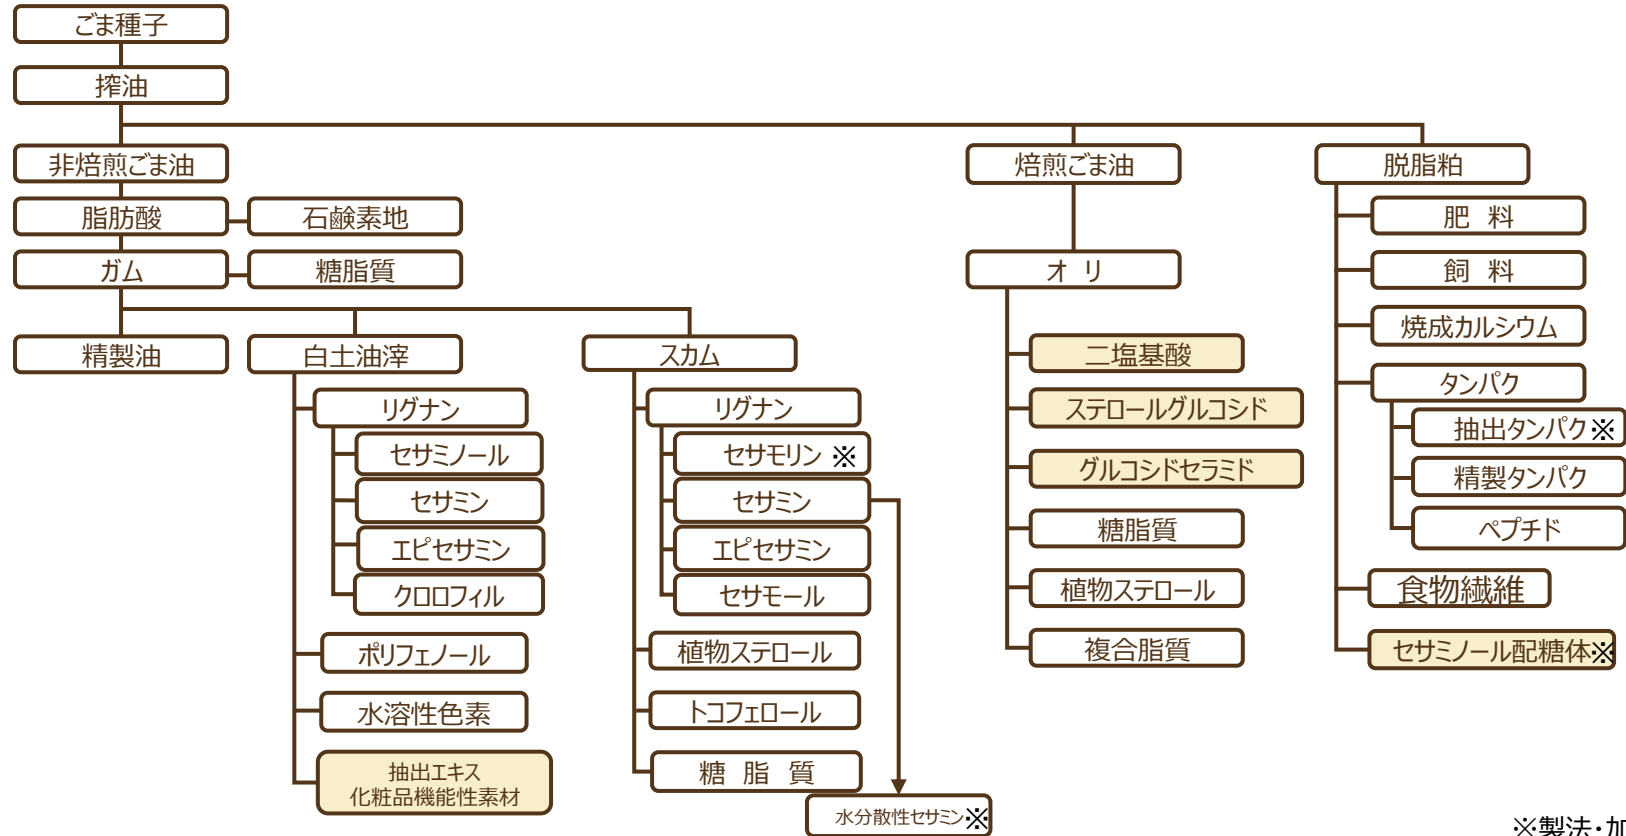 ごま種子
搾油
非焙煎ごま油
焙煎ごま油
脱脂粕
脂肪酸
石鹸素地
ガム
糖脂質
精製油
白土油滓
リグナン
セサミノール
セサミン
エピセサミン
クロロフィル
ポリフェノール
水溶性色素
抽出エキス
化粧品機能性素材
スカム
リグナン
セサモリン ※
セサミン
エピセサミン
セサモール
植物ステロール
トコフェロール
糖 脂 質
水分散性セサミン※
オ リ
二塩基酸
ステロールグルコシド
グルコシドセラミド
糖脂質
植物ステロール
複合脂質
肥 料
飼 料
焼成カルシウム
タンパク
抽出タンパク※
精製タンパク
ペプチド
食物繊維
セサミノール配糖体※
※製法・加